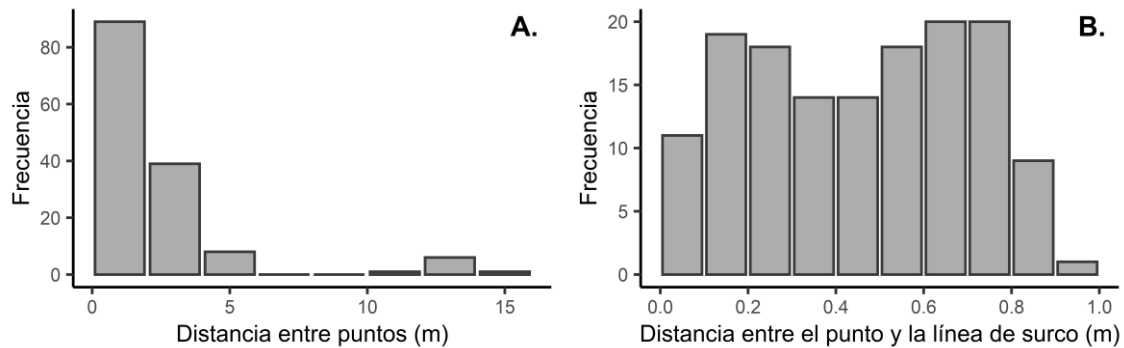 A.
Frecuencia
80
60
40
20
0
0 5 10 15
Distancia entre puntos (m)
B.
Frecuencia
20
15
10
5
0
0.0 0.2 0.4 0.6 0.8 1.0
Distancia entre el punto y la línea de surco (m)